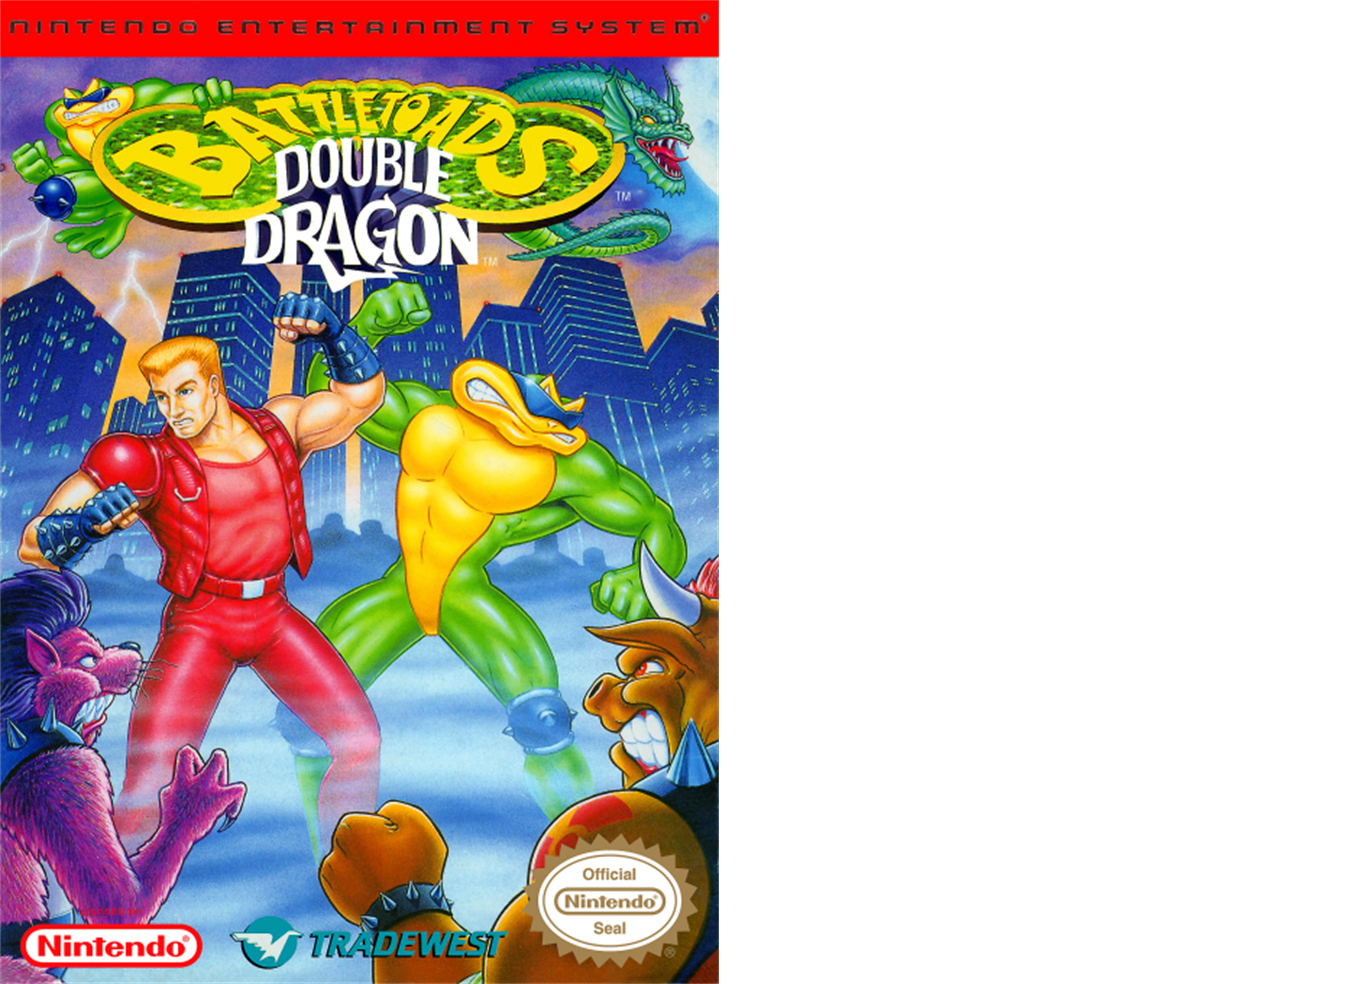 NINTENDO ENTERTAINMENT SYSTEM®
BATTLETOADS
DOUBLE
DRAGON
TM
TM
Nintendo®
TRADEWEST
Official
Nintendo®
Seal
®